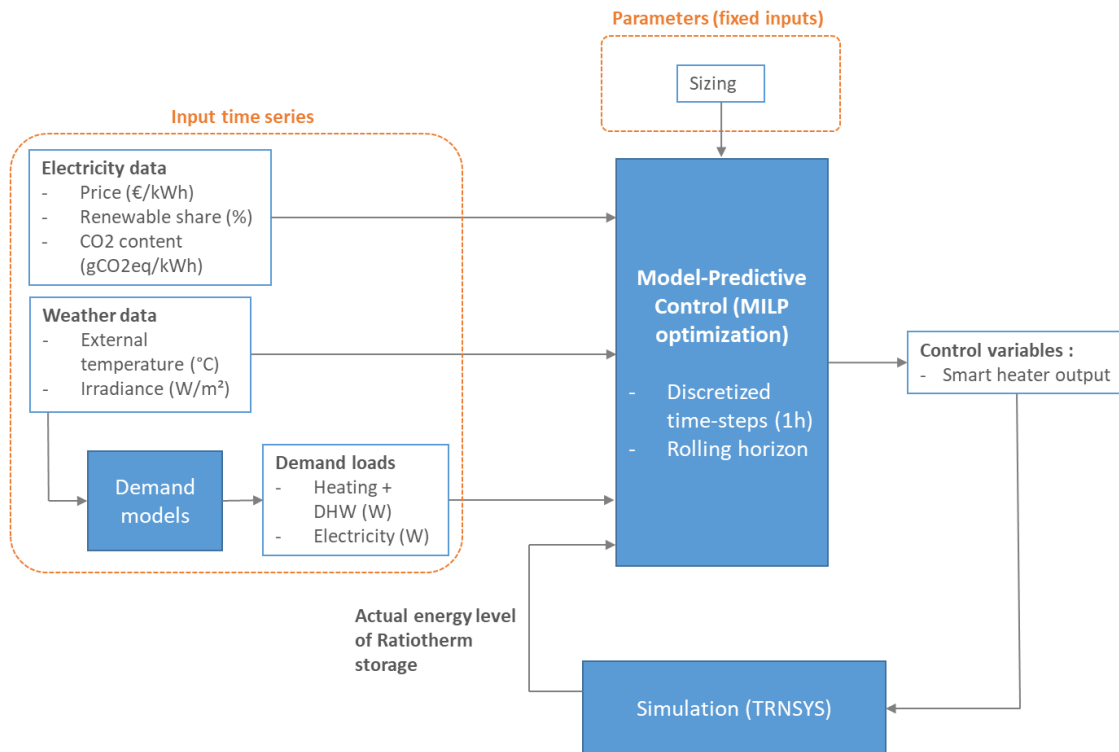 Parameters (fixed inputs)
Sizing
Input time series
Electricity data
- Price (€/kWh)
- Renewable share (%)
- CO2 content
(gCO2eq/kWh)
Weather data
- External
temperature (°C)
- Irradiance (W/m²)
Demand
models
Demand loads
- Heating +
DHW (W)
- Electricity (W)
Model-Predictive
Control (MILP
optimization)
- Discretized
time-steps (1h)
- Rolling horizon
Control variables :
- Smart heater output
Actual energy level
of Ratiotherm
storage
Simulation (TRNSYS)